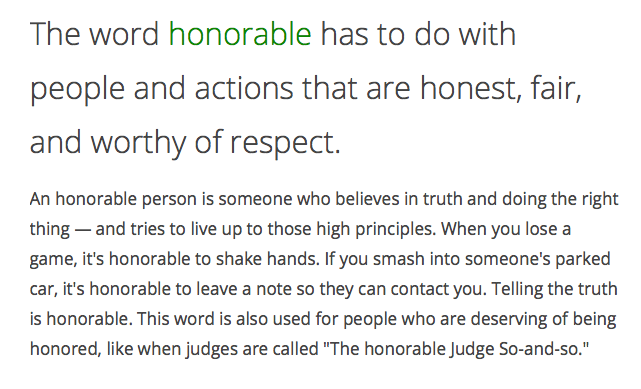 The word honorable has to do with
people and actions that are honest, fair,
and worthy of respect.
An honorable person is someone who believes in truth and doing the right
thing — and tries to live up to those high principles. When you lose a
game, it's honorable to shake hands. If you smash into someone's parked
car, it's honorable to leave a note so they can contact you. Telling the truth
is honorable. This word is also used for people who are deserving of being
honored, like when judges are called "The honorable Judge So-and-so."